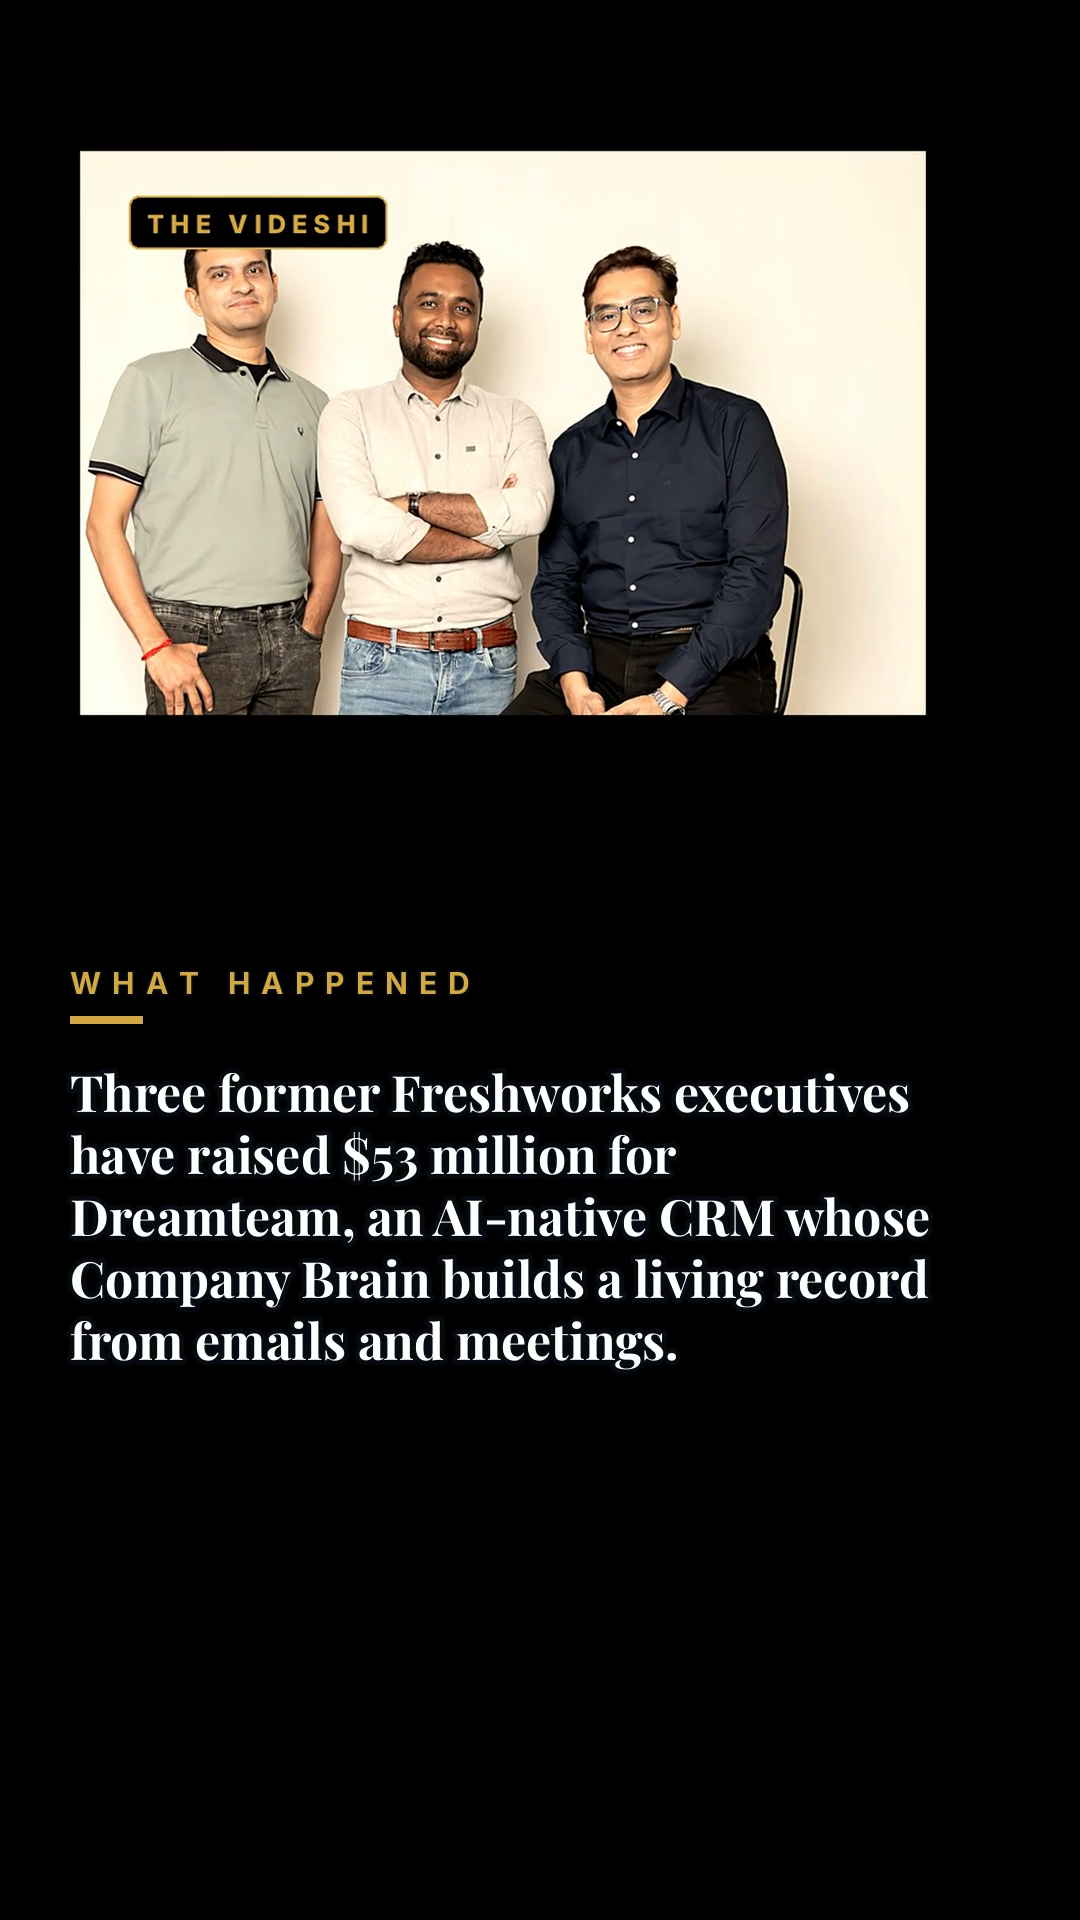 THE VIDESHI
WHAT HAPPENED
Three former Freshworks executives
have raised $53 million for
Dreamteam, an AI-native CRM whose
Company Brain builds a living record
from emails and meetings.